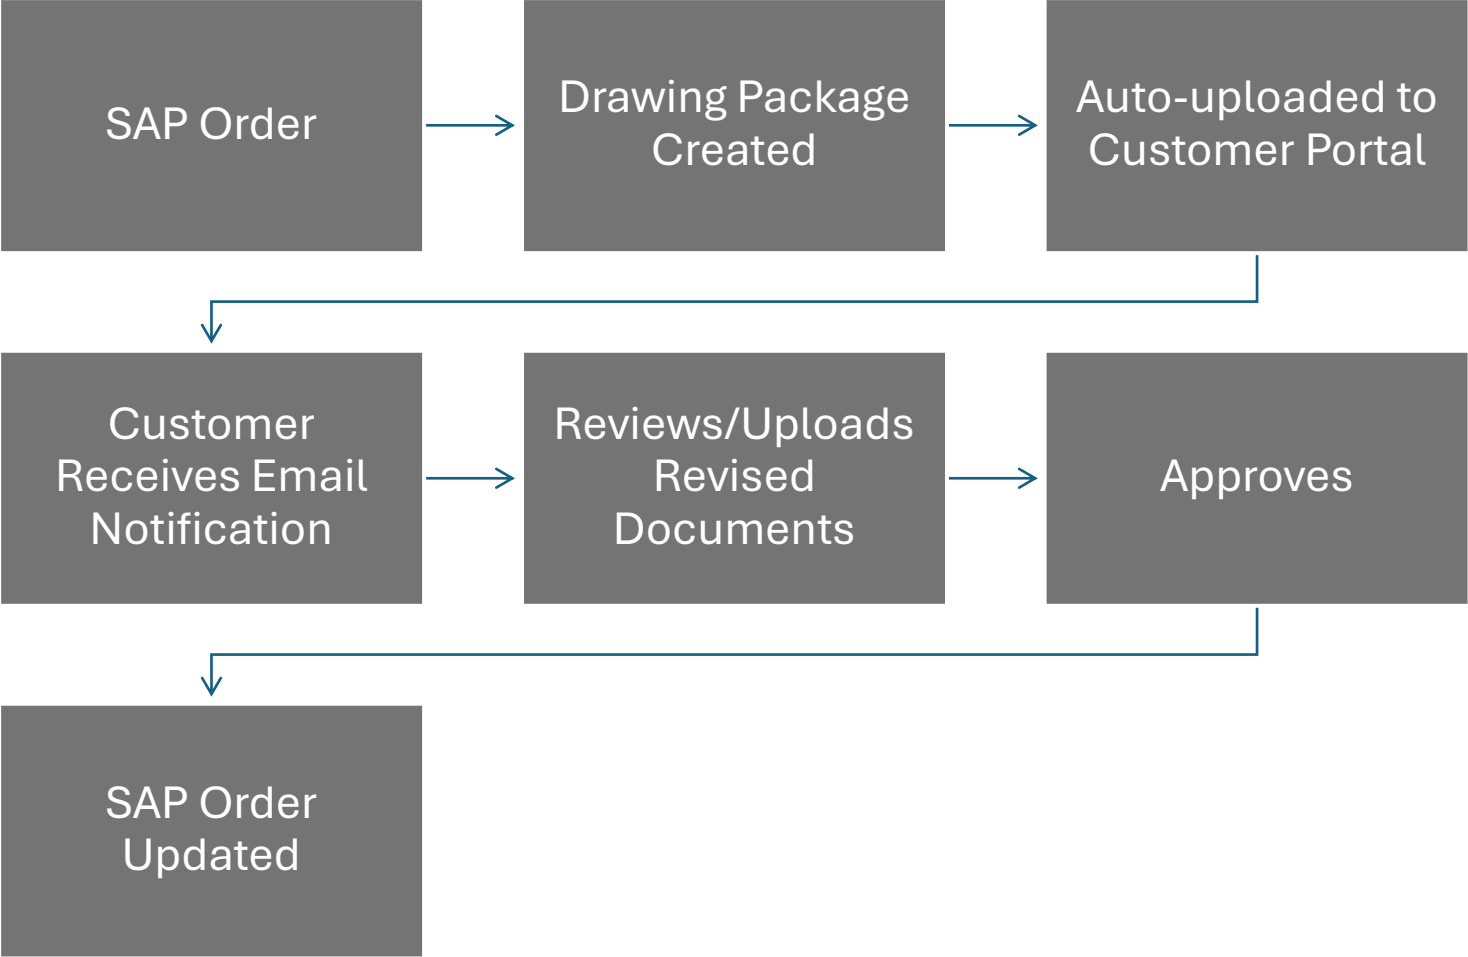 SAP Order
Drawing Package
Created
Auto-uploaded to
Customer Portal
Customer
Receives Email
Notification
Reviews/Uploads
Revised
Documents
Approves
SAP Order
Updated